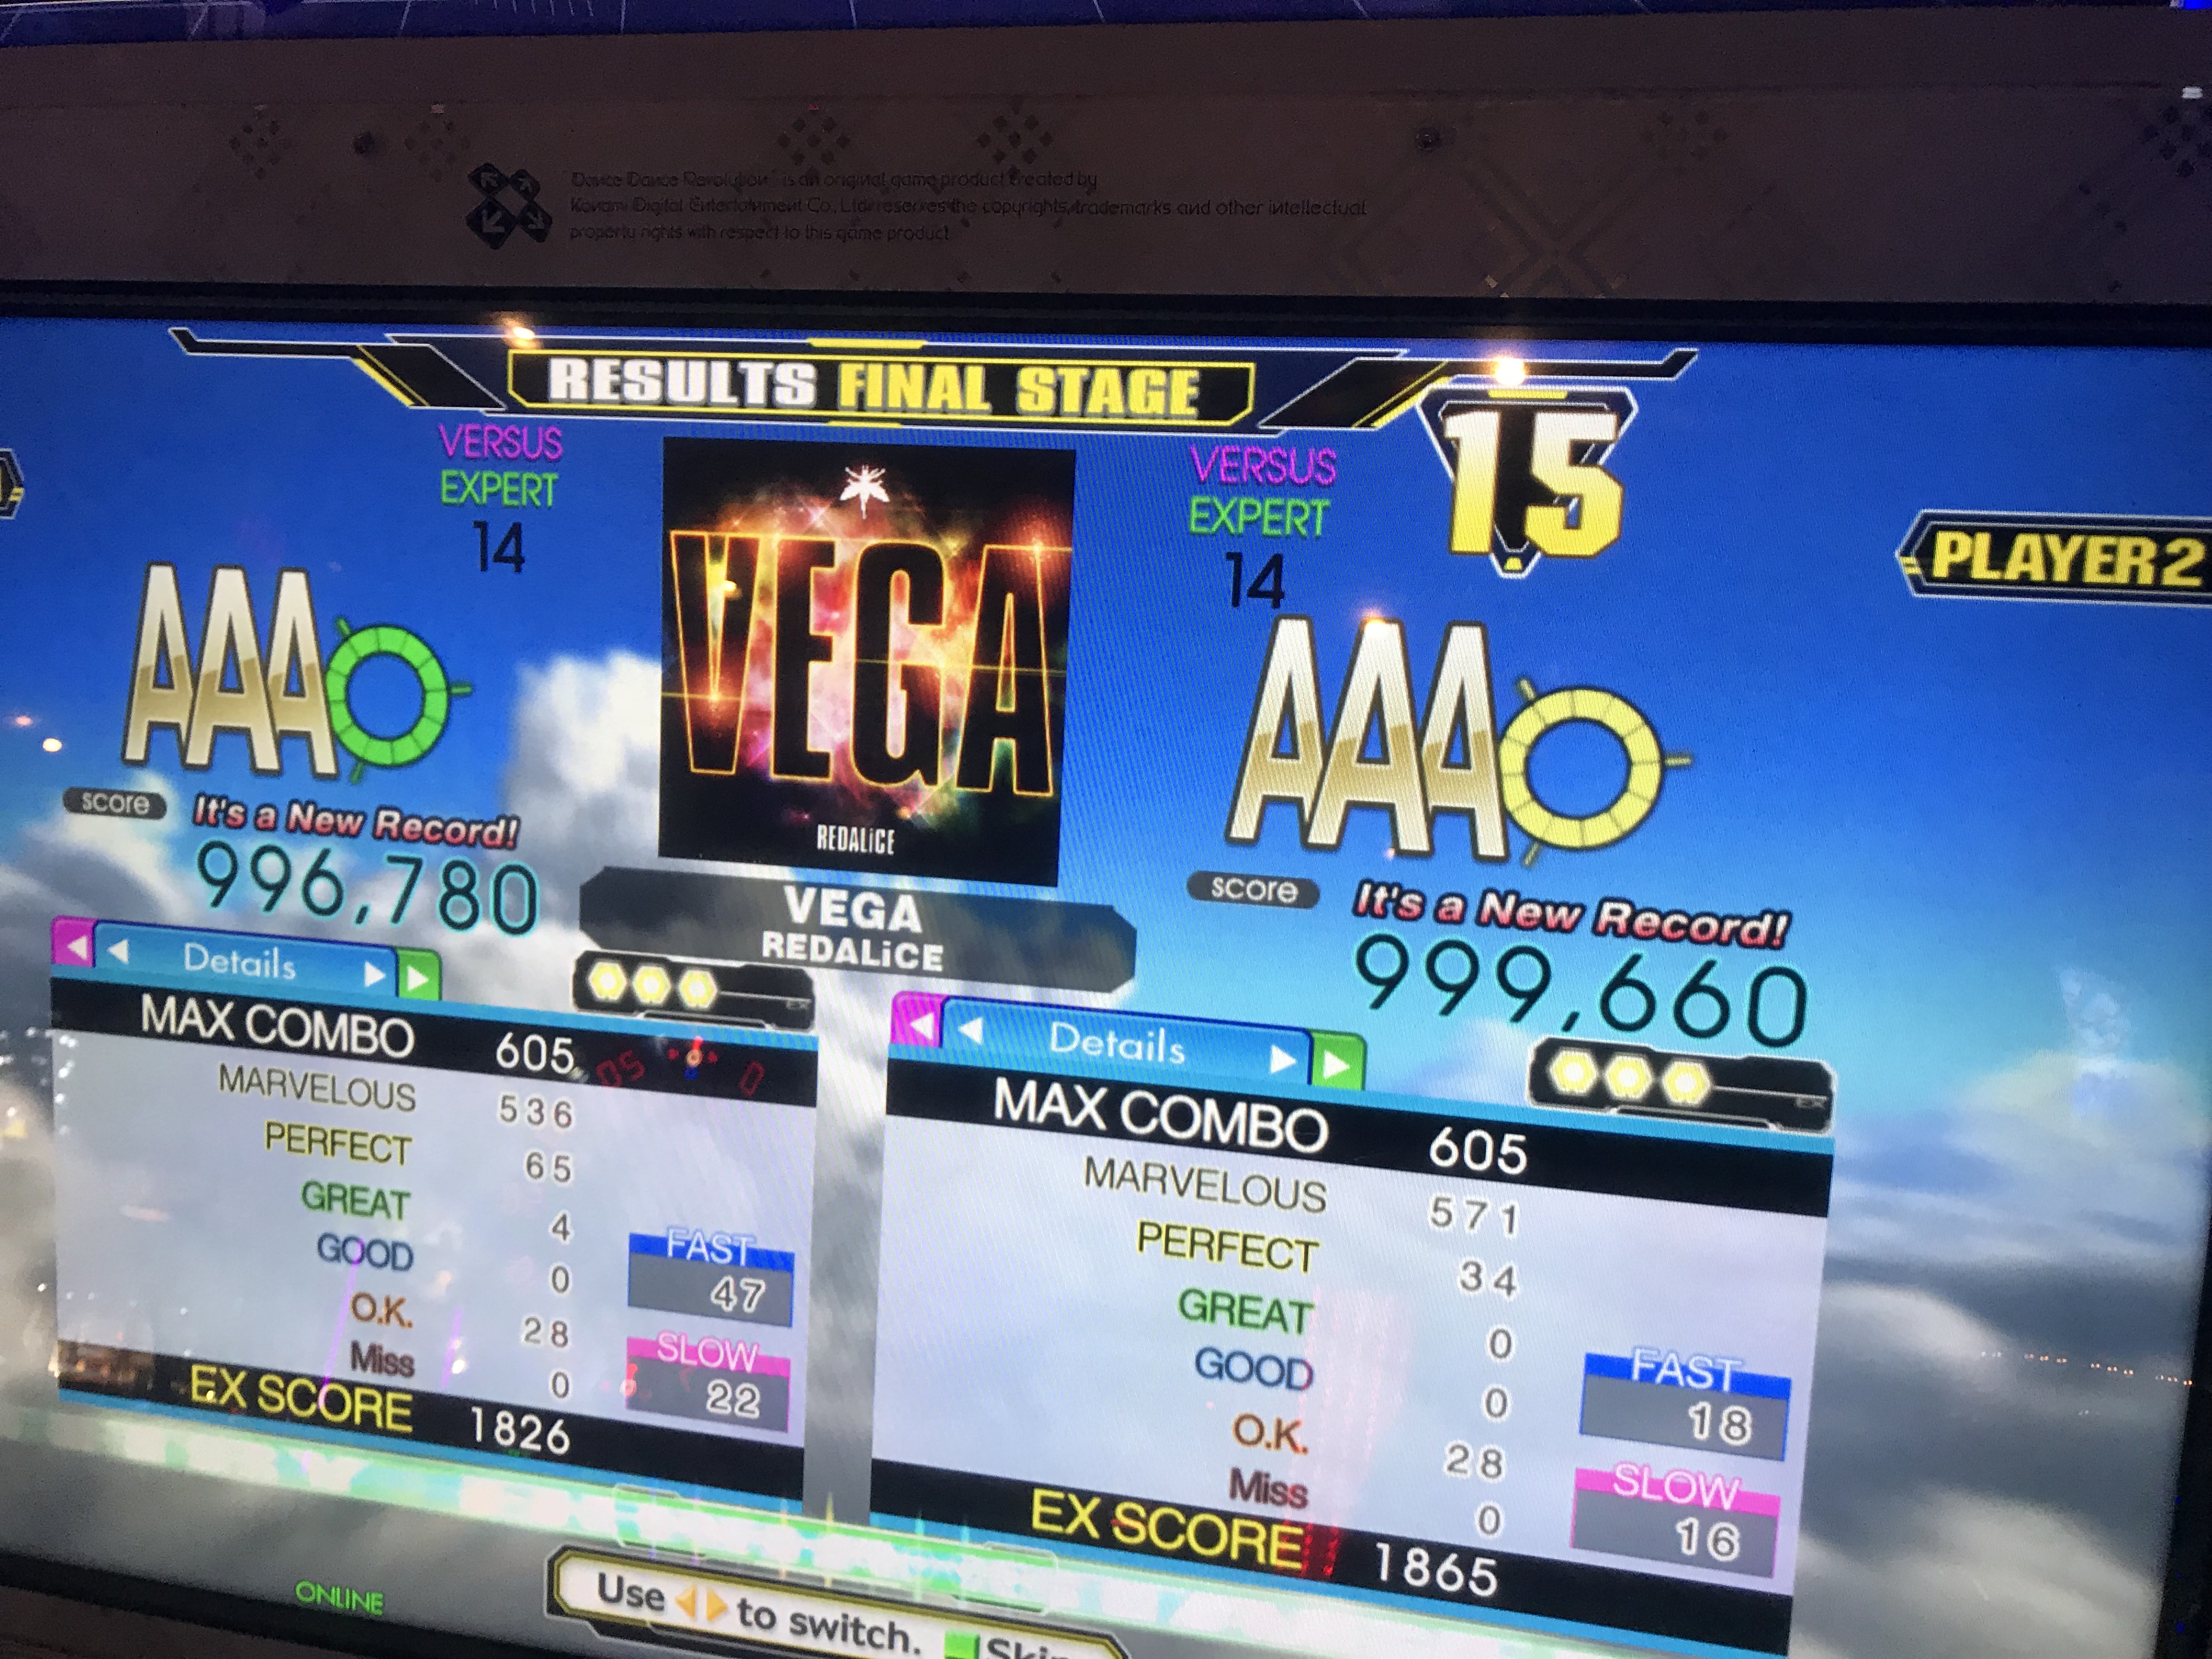 Dance Dance Revolution is an original game product created by
Konami Digital Entertainment Co., Ltd. reserves the copyrights, trademarks and other intellectual
property rights with respect to this game product
RESULTS FINAL STAGE
15
VERSUS
EXPERT
14
VEGA
REDALiCE
VERSUS
EXPERT
14
PLAYER2
AAA
AAA
score It's a New Record!
996,780
VEGA
REDALiCE
score It's a New Record!
999,660
Details
MAX COMBO 605
MARVELOUS 536
PERFECT 65
GREAT 4
GOOD 0
O.K. 28
Miss 0
FAST
47
SLOW
22
EX SCORE 1826
Details
EX
MAX COMBO 605
MARVELOUS 571
PERFECT 34
GREAT 0
GOOD 0
O.K. 28
Miss 0
FAST
18
SLOW
16
EX SCORE 1865
ONLINE
Use to switch.